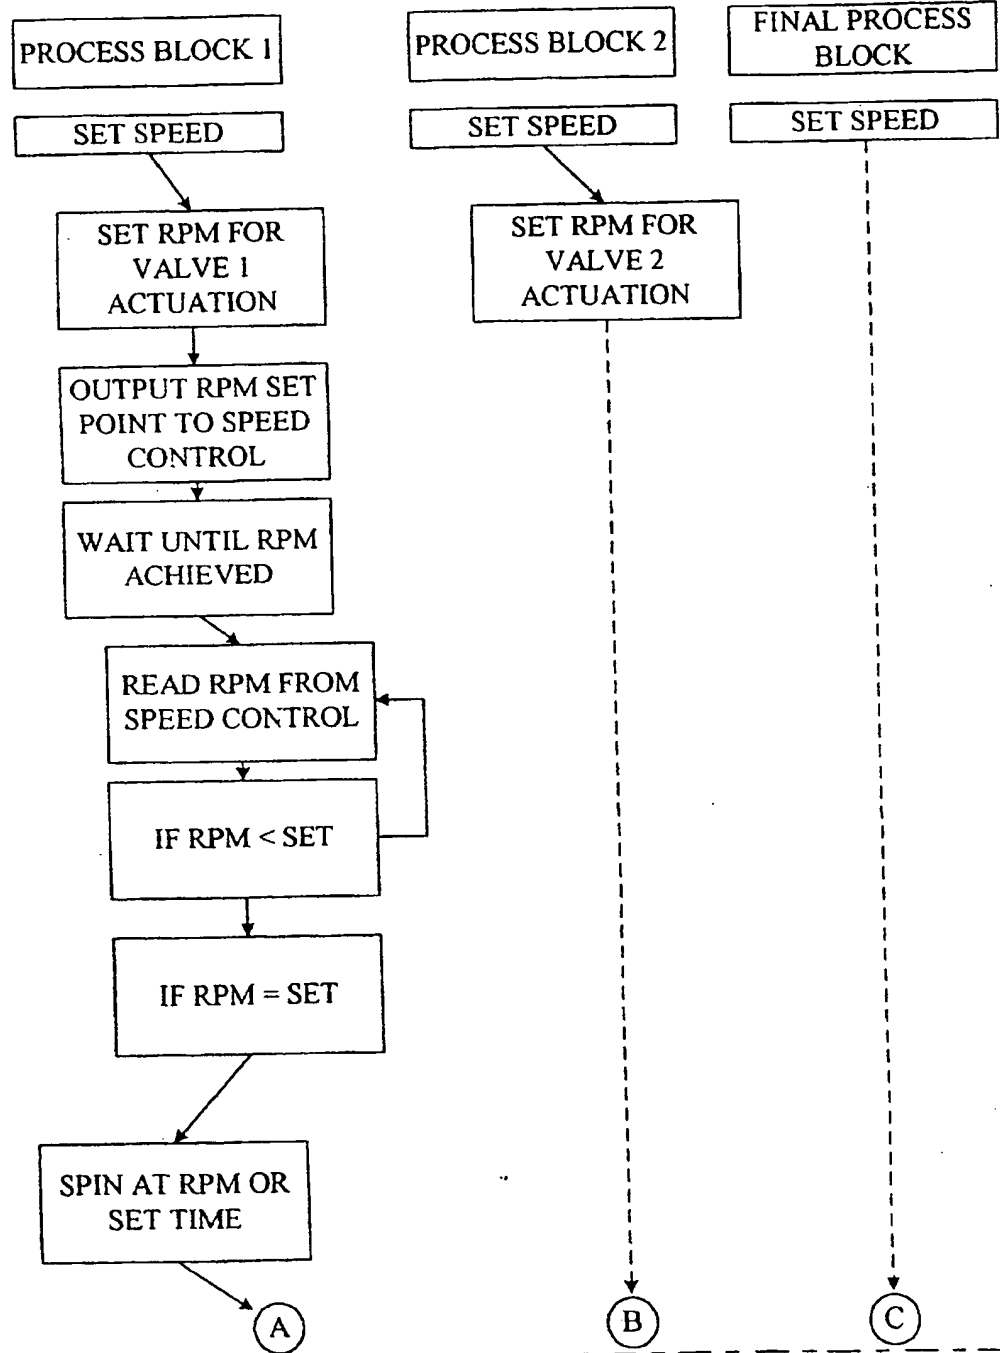 PROCESS BLOCK 1
SET SPEED
SET RPM FOR
VALVE 1
ACTUATION
OUTPUT RPM SET
POINT TO SPEED
CONTROL
WAIT UNTIL RPM
ACHIEVED
READ RPM FROM
SPEED CONTROL
IF RPM < SET
IF RPM = SET
SPIN AT RPM OR
SET TIME
A
PROCESS BLOCK 2
SET SPEED
SET RPM FOR
VALVE 2
ACTUATION
B
FINAL PROCESS
BLOCK
SET SPEED
C